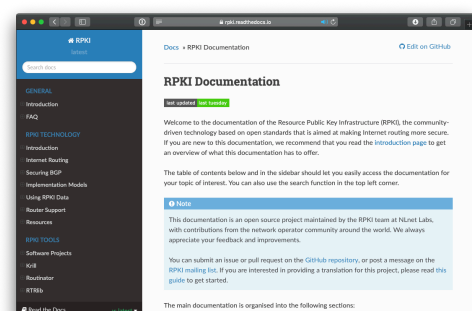 rpki.readthedocs.io
RPKI
latest
Search docs
GENERAL
Introduction
FAQ
RPKI TECHNOLOGY
Introduction
Internet Routing
Securing BGP
Implementation Models
Using RPKI Data
Router Support
Resources
RPKI TOOLS
Software Projects
Krill
Routinator
RTRlib
Read the Docs
Docs » RPKI Documentation
Edit on GitHub
RPKI Documentation
last updated last tuesday
Welcome to the documentation of the Resource Public Key Infrastructure (RPKI), the community-
driven technology based on open standards that is aimed at making Internet routing more secure.
If you are new to this documentation, we recommend that you read the introduction page to get
an overview of what this documentation has to offer.
The table of contents below and in the sidebar should let you easily access the documentation for
your topic of interest. You can also use the search function in the top left corner.
Note
This documentation is an open source project maintained by the RPKI team at NLnet Labs,
with contributions from the network operator community around the world. We always
appreciate your feedback and improvements.
You can submit an issue or pull request on the GitHub repository, or post a message on the
RPKI mailing list. If you are interested in providing a translation for this project, please read this
guide to get started.
The main documentation is organised into the following sections: